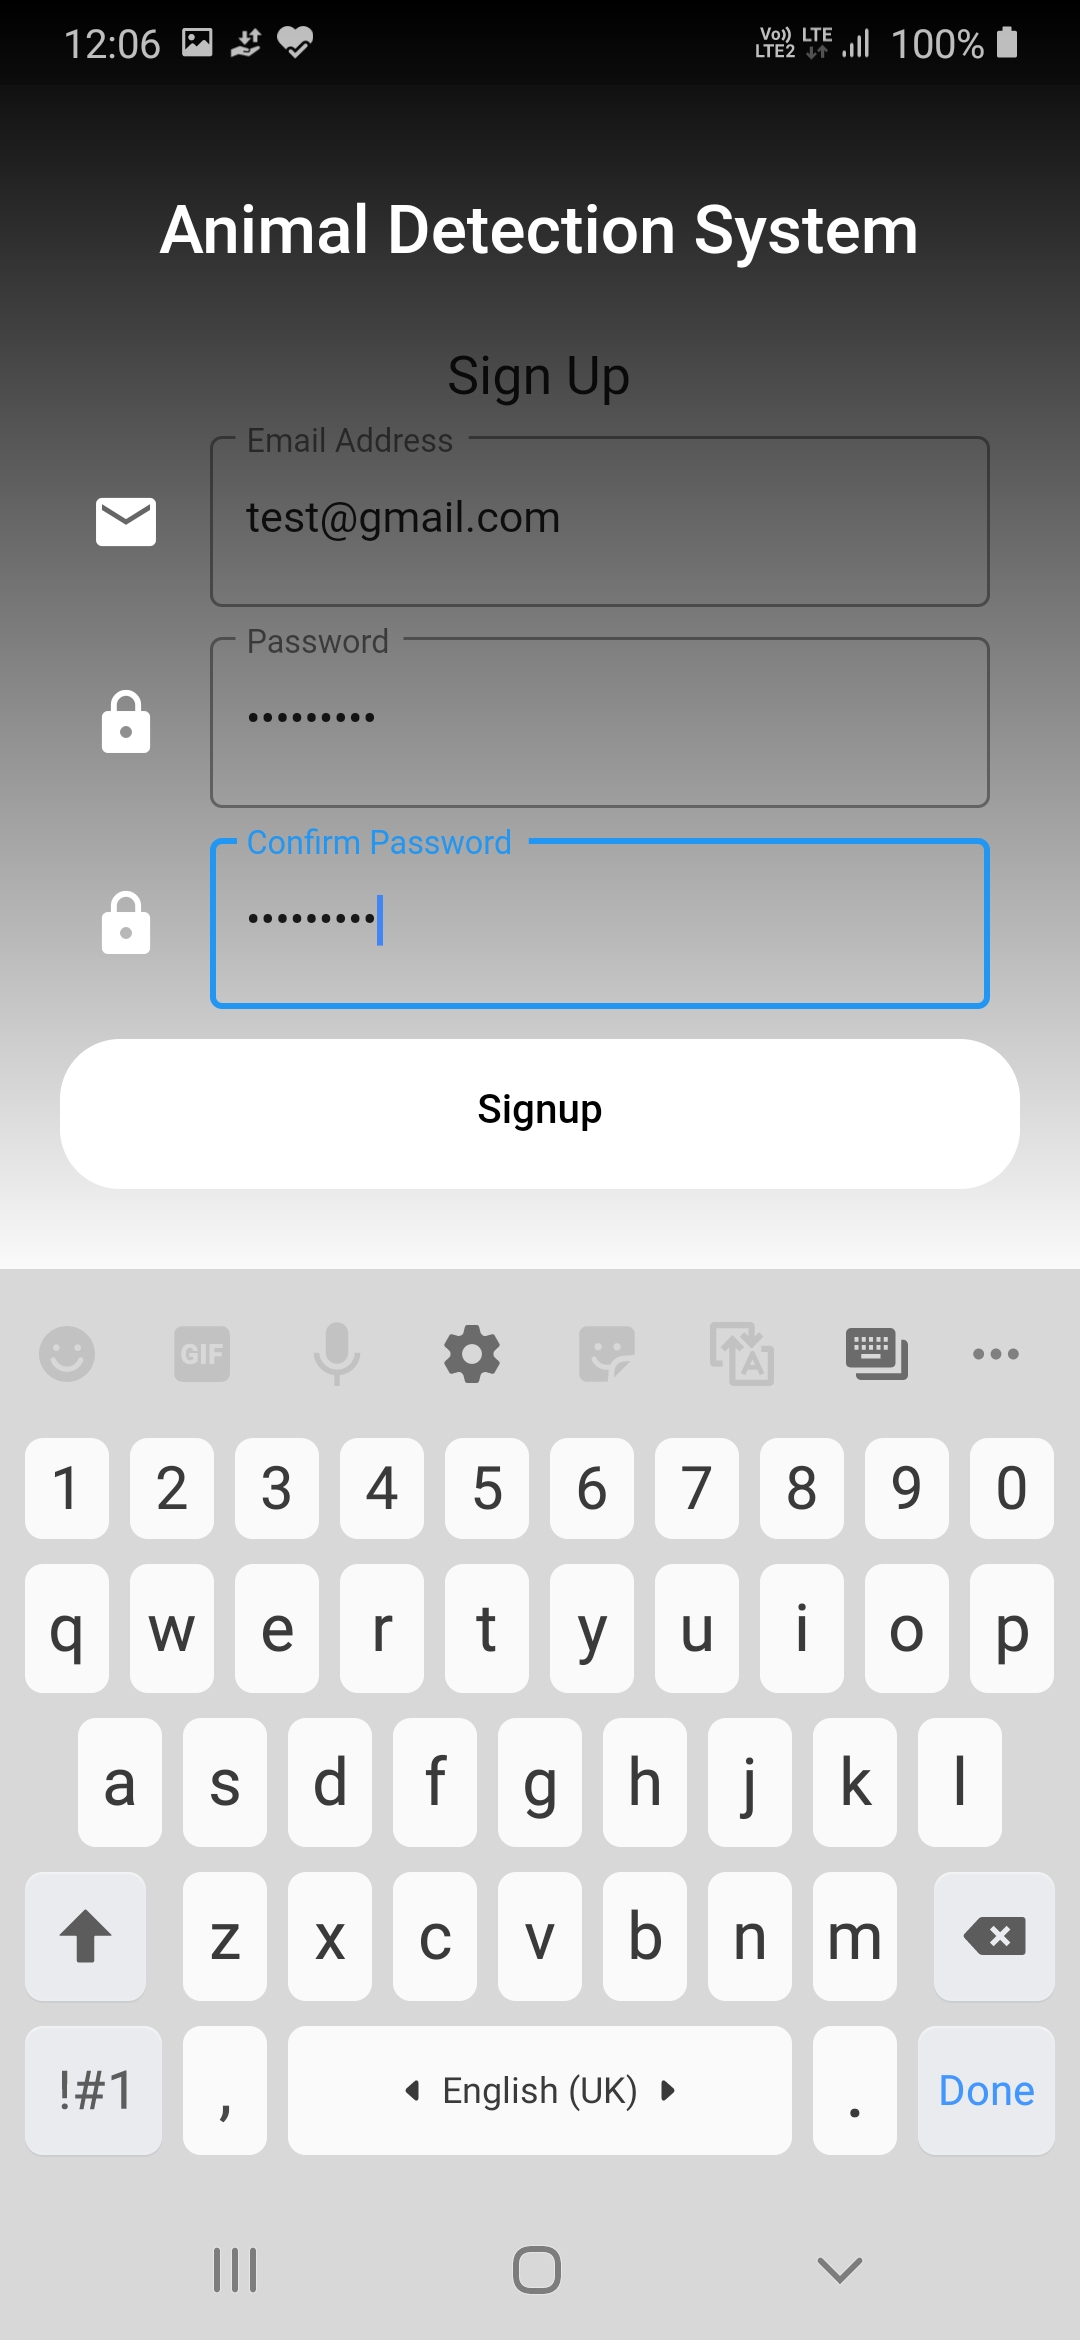 12:06 Vo)) LTE LTE2 100%
Animal Detection System
Sign Up
Email Address
test@gmail.com
Password
•••••••••
Confirm Password
•••••••••
Signup
GIF
1 2 3 4 5 6 7 8 9 0
q w e r t y u i o p
a s d f g h j k l
z x c v b n m
!#1 , English (UK) . Done